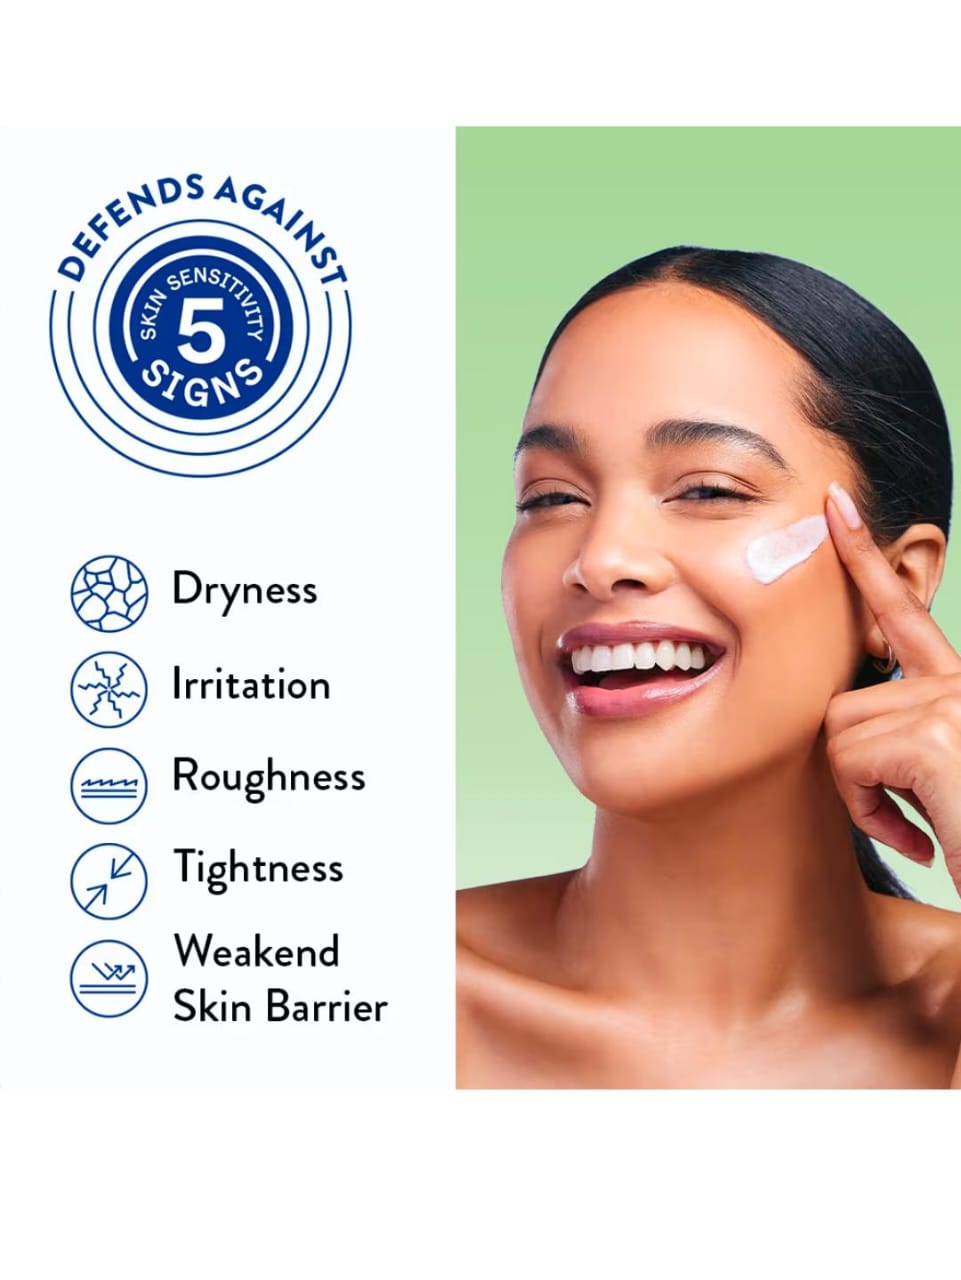 DEFENDS AGAINST
SKIN SENSITIVITY
5
SIGNS
Dryness
Irritation
Roughness
Tightness
Weakend
Skin Barrier